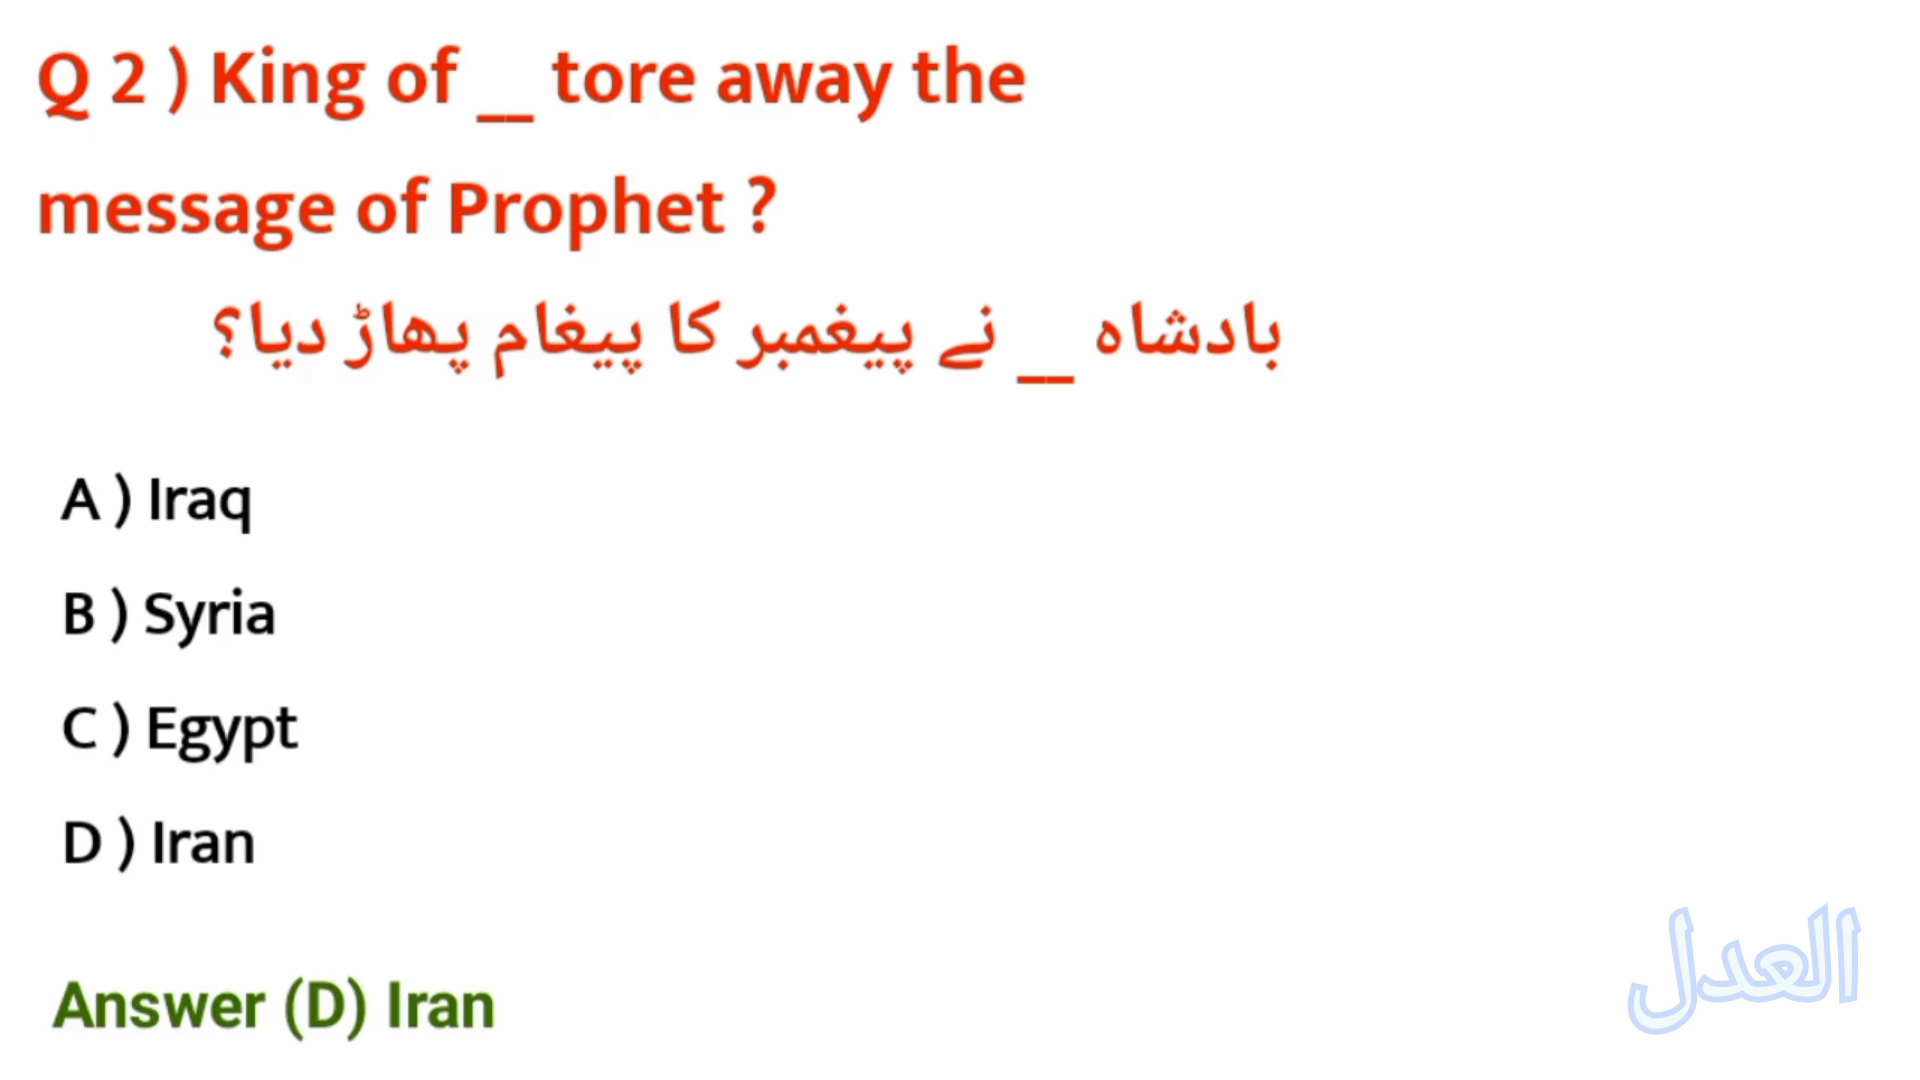 Q 2 ) King of __ tore away the
message of Prophet ?
بادشاہ __ نے پیغمبر کا پیغام پھاڑ دیا؟
A ) Iraq
B ) Syria
C ) Egypt
D ) Iran
Answer (D) Iran
العدل